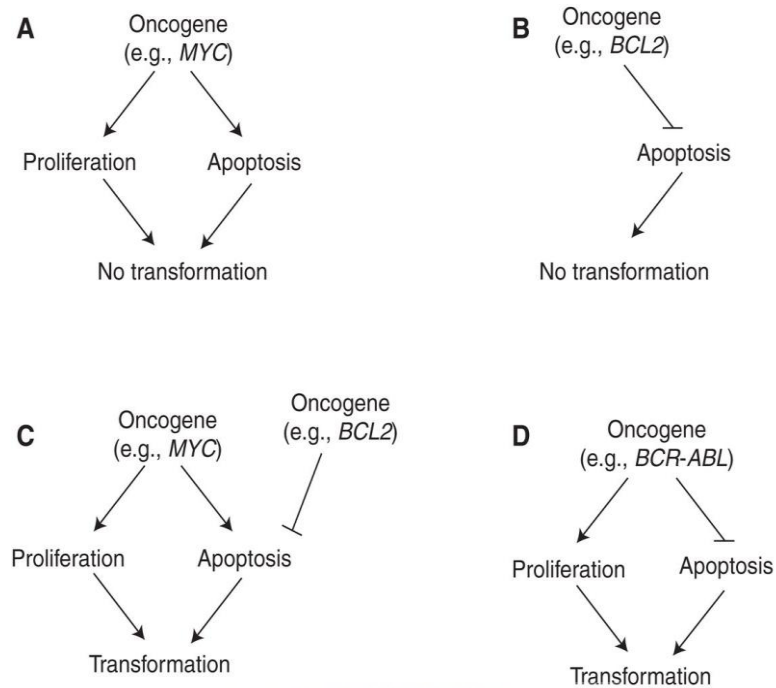 A
Oncogene
(e.g., MYC)
Proliferation
Apoptosis
No transformation
B
Oncogene
(e.g., BCL2)
Apoptosis
No transformation
C
Oncogene
(e.g., MYC)
Oncogene
(e.g., BCL2)
Proliferation
Apoptosis
Transformation
D
Oncogene
(e.g., BCR-ABL)
Proliferation
Apoptosis
Transformation